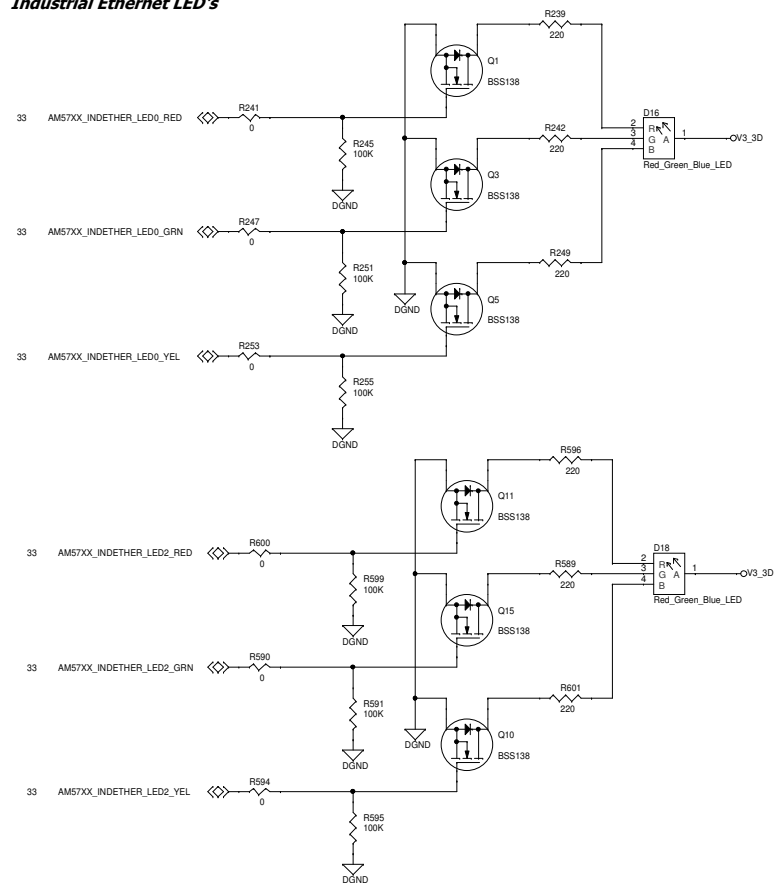 Industrial Ethernet LED's
R239
220
Q1
BSS138
33 AM57XX_INDETHER_LED0_RED R241
0
R245
100K
DGND
D16
2 R
3 G A 1 V3_3D
4 B
Red_Green_Blue_LED
R242
220
Q3
BSS138
33 AM57XX_INDETHER_LED0_GRN R247
0
R251
100K
DGND
R249
220
DGND
Q5
BSS138
33 AM57XX_INDETHER_LED0_YEL R253
0
R255
100K
DGND
R596
220
Q11
BSS138
33 AM57XX_INDETHER_LED2_RED R600
0
R599
100K
DGND
D18
2 R
3 G A 1 V3_3D
4 B
Red_Green_Blue_LED
R589
220
Q15
BSS138
33 AM57XX_INDETHER_LED2_GRN R590
0
R591
100K
DGND
R601
220
DGND
Q10
BSS138
33 AM57XX_INDETHER_LED2_YEL R594
0
R595
100K
DGND